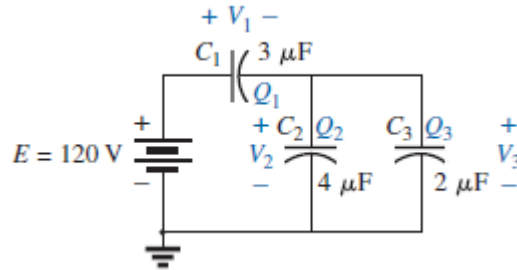 + V1 −
C1 3 μF
Q1
+
E = 120 V
−
+ C2 Q2
V2
−
4 μF
C3 Q3
2 μF
+
V3
−